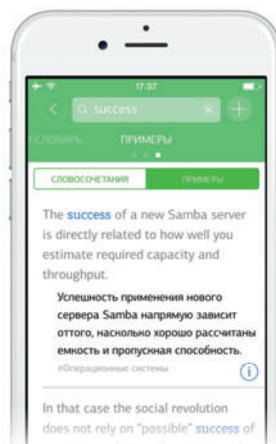 17:37
success
СЛОВАРЬ ПРИМЕРЫ
СЛОВОСОЧЕТАНИЯ ПРИМЕРЫ
The success of a new Samba server
is directly related to how well you
estimate required capacity and
throughput.
Успешность применения нового
сервера Samba напрямую зависит
оттого, насколько хорошо рассчитаны
емкость и пропускная способность.
#Операционные системы
In that case the social revolution
does not rely on "possible" success of